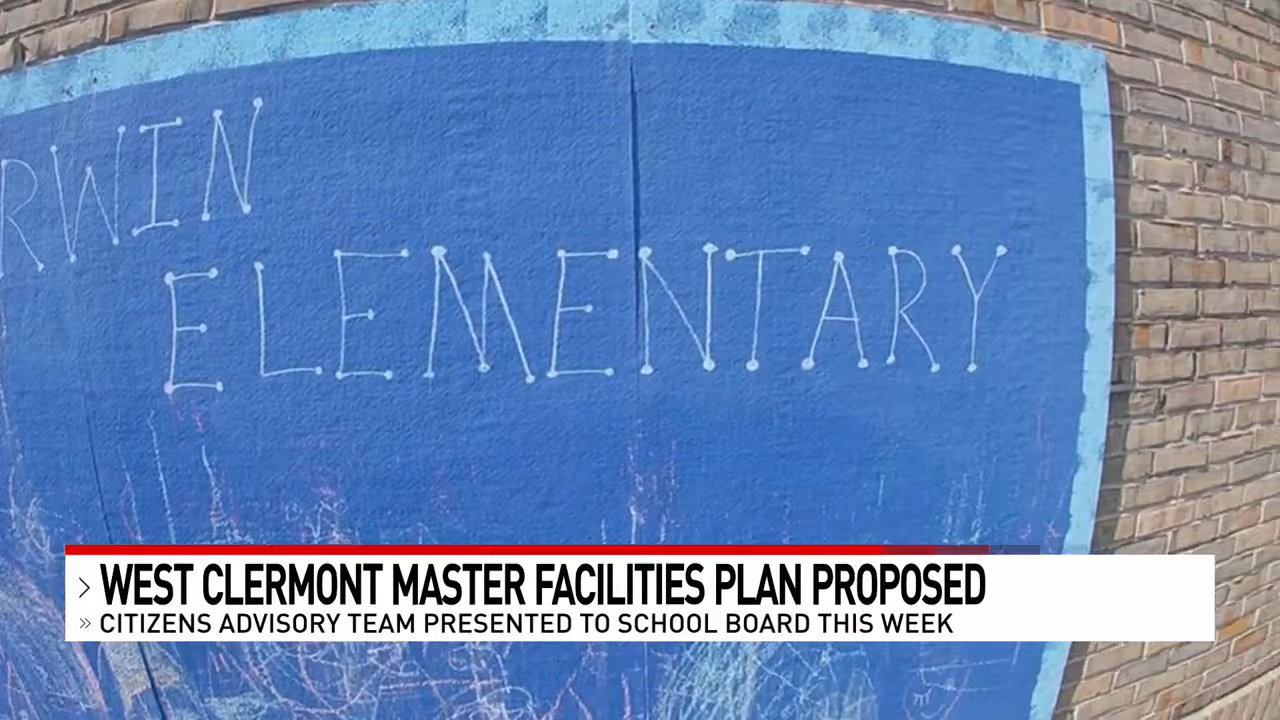 RWIN
ELEMENTARY
WEST CLERMONT MASTER FACILITIES PLAN PROPOSED
CITIZENS ADVISORY TEAM PRESENTED TO SCHOOL BOARD THIS WEEK